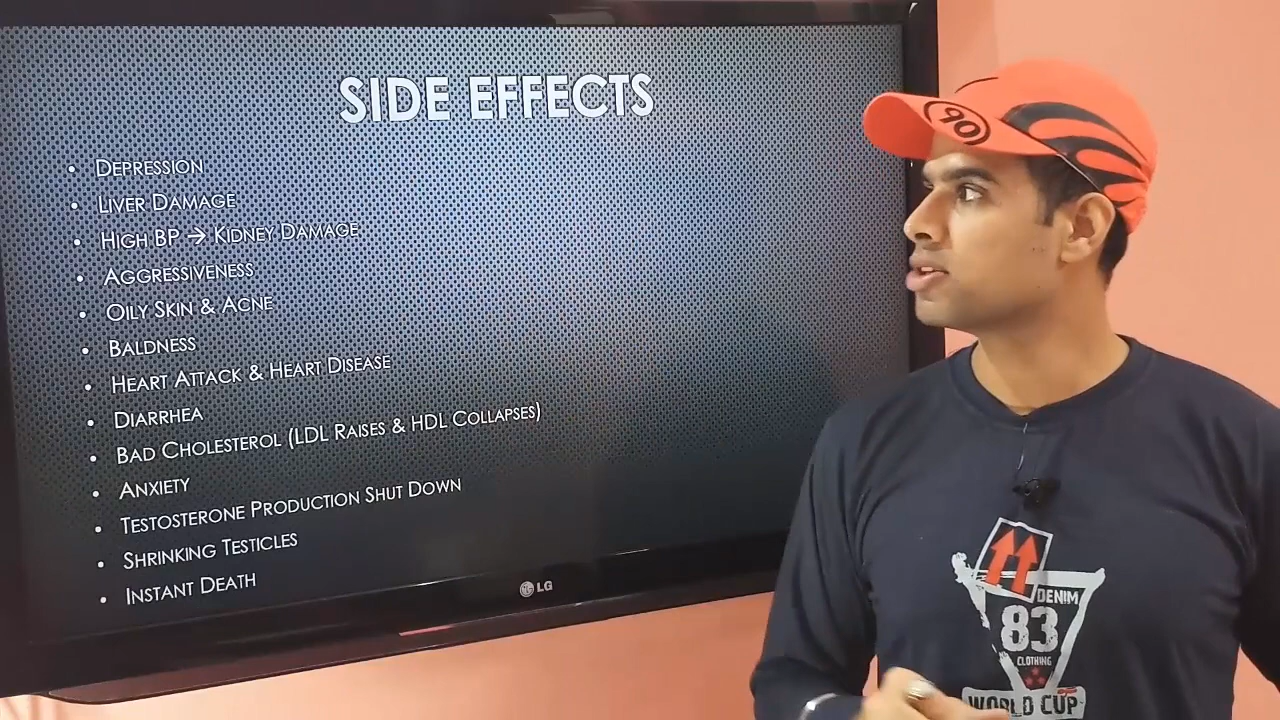 SIDE EFFECTS
• DEPRESSION
• LIVER DAMAGE
• HIGH BP → KIDNEY DAMAGE
• AGGRESSIVENESS
• OILY SKIN & ACNE
• BALDNESS
• HEART ATTACK & HEART DISEASE
• DIARRHEA
• BAD CHOLESTEROL (LDL RAISES & HDL COLLAPSES)
• ANXIETY
• TESTOSTERONE PRODUCTION SHUT DOWN
• SHRINKING TESTICLES
• INSTANT DEATH
LG
90
DENIM
83
CLOTHING
WORLD CUP